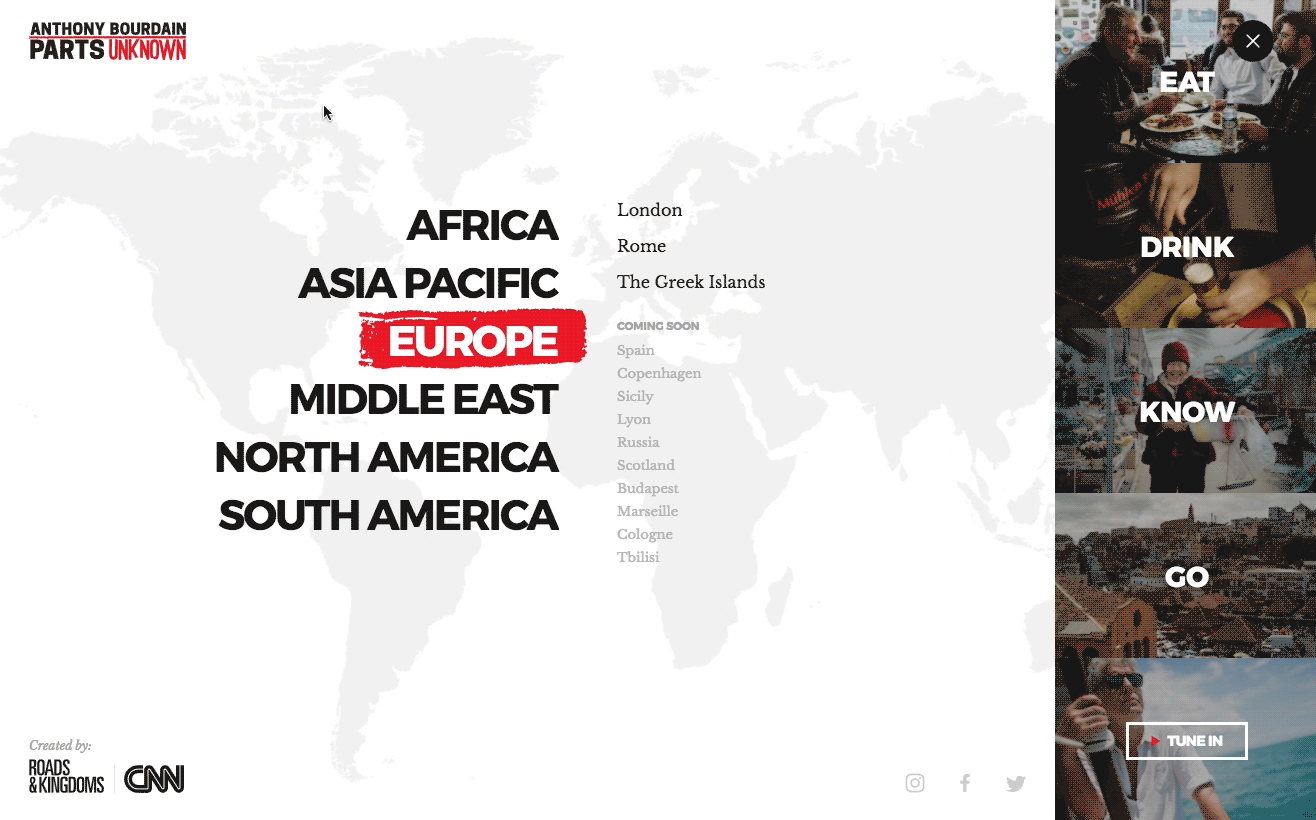 ANTHONY BOURDAIN
PARTS UNKNOWN
AFRICA
ASIA PACIFIC
EUROPE
MIDDLE EAST
NORTH AMERICA
SOUTH AMERICA
London
Rome
The Greek Islands
COMING SOON
Spain
Copenhagen
Sicily
Lyon
Russia
Scotland
Budapest
Marseille
Cologne
Tbilisi
Created by:
ROADS
& KINGDOMS
CNN
EAT
DRINK
KNOW
GO
TUNE IN